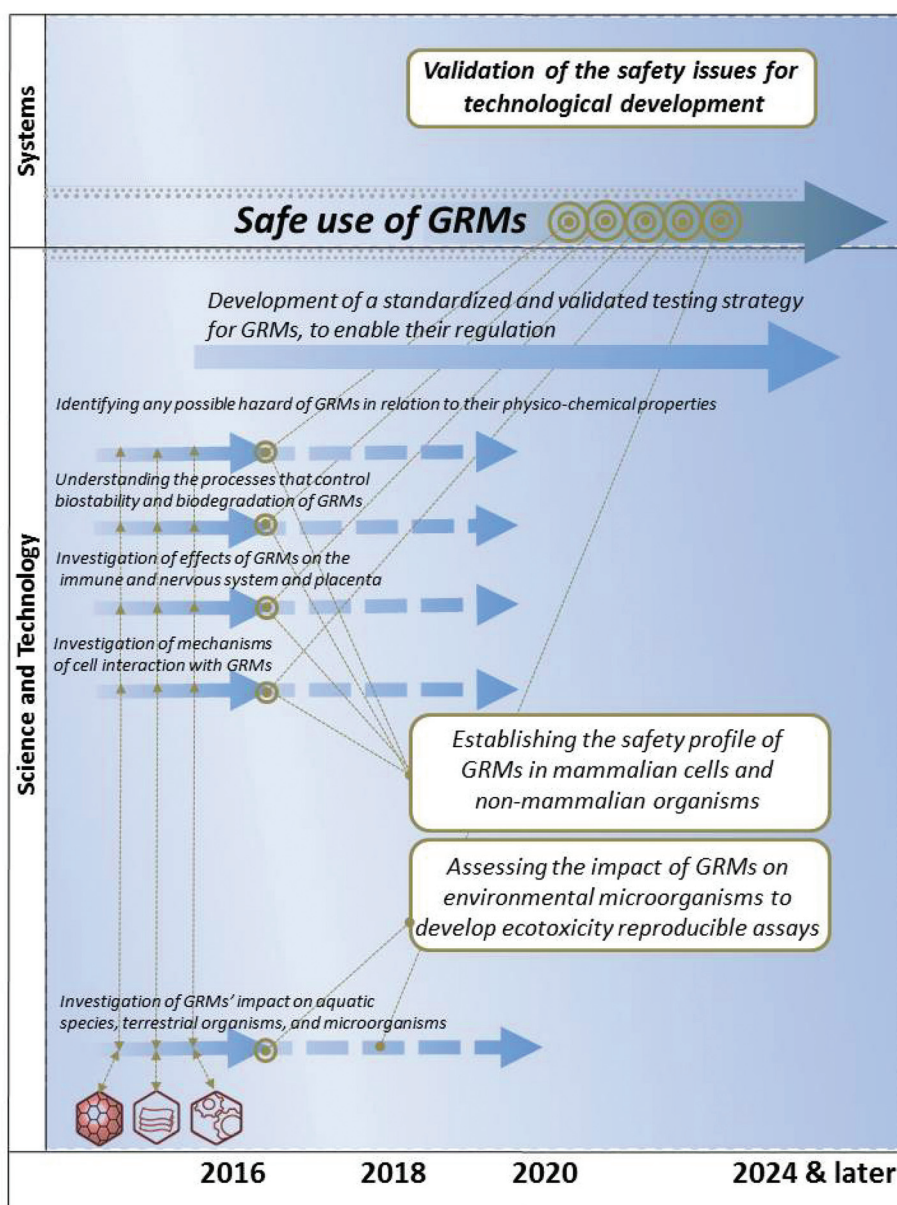 Systems
Validation of the safety issues for
technological development
Safe use of GRMs
Science and Technology
Development of a standardized and validated testing strategy
for GRMs, to enable their regulation
Identifying any possible hazard of GRMs in relation to their physico-chemical properties
Understanding the processes that control
biostability and biodegradation of GRMs
Investigation of effects of GRMs on the
immune and nervous system and placenta
Investigation of mechanisms
of cell interaction with GRMs
Establishing the safety profile of
GRMs in mammalian cells and
non-mammalian organisms
Assessing the impact of GRMs on
environmental microorganisms to
develop ecotoxicity reproducible assays
Investigation of GRMs' impact on aquatic
species, terrestrial organisms, and microorganisms
2016 2018 2020 2024 & later